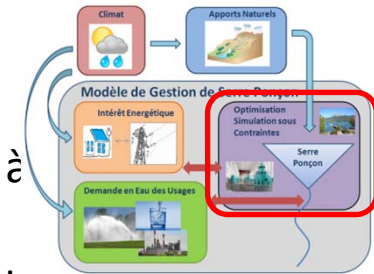 Climat
Apports Naturels
Modèle de Gestion de Serre Ponçon
Intérêt Energétique
Optimisation
Simulation sous
Contraintes
Serre
Ponçon
à
Demande en Eau des Usages